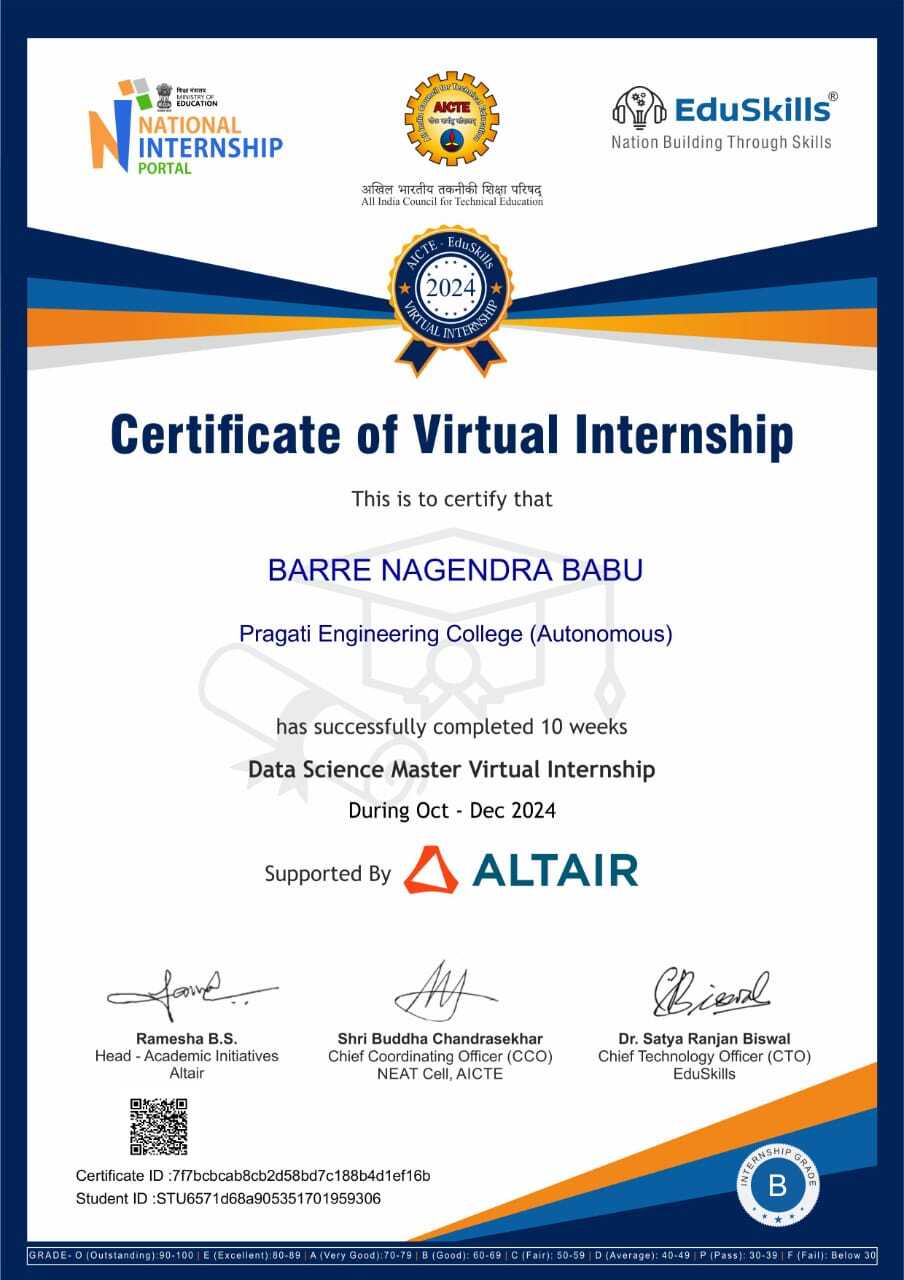 शिक्षा मंत्रालय
MINISTRY OF
EDUCATION
NATIONAL
INTERNSHIP
PORTAL
All India Council for Technical Education
AICTE
अखिल भारतीय तकनीकी शिक्षा परिषद्
All India Council for Technical Education
EduSkills®
Nation Building Through Skills
AICTE - EduSkills
2024
VIRTUAL INTERNSHIP
Certificate of Virtual Internship
This is to certify that
BARRE NAGENDRA BABU
Pragati Engineering College (Autonomous)
has successfully completed 10 weeks
Data Science Master Virtual Internship
During Oct - Dec 2024
Supported By ALTAIR
Ramesha B.S.
Head - Academic Initiatives
Altair
Shri Buddha Chandrasekhar
Chief Coordinating Officer (CCO)
NEAT Cell, AICTE
Dr. Satya Ranjan Biswal
Chief Technology Officer (CTO)
EduSkills
Certificate ID :7f7bcbcab8cb2d58bd7c188b4d1ef16b
Student ID :STU6571d68a905351701959306
INTERNSHIP GRADE
B
GRADE- O (Outstanding):90-100 | E (Excellent):80-89 | A (Very Good):70-79 | B (Good): 60-69 | C (Fair): 50-59 | D (Average): 40-49 | P (Pass): 30-39 | F (Fail): Below 30